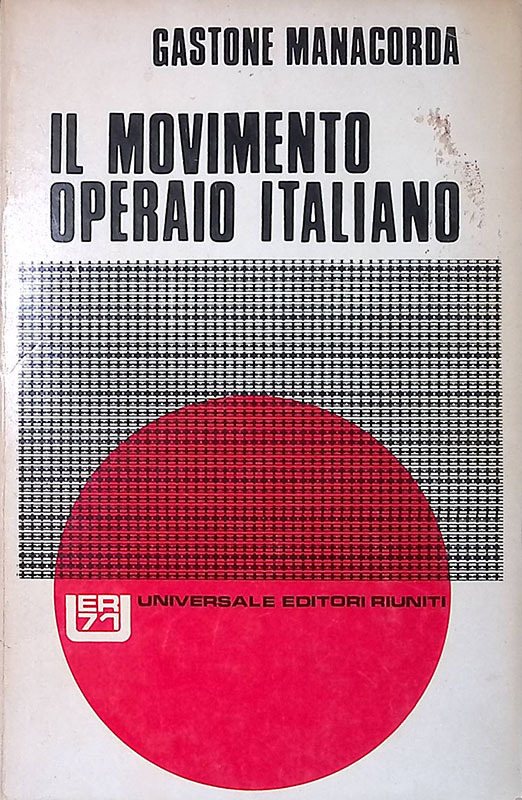 GASTONE MANACORDA
IL MOVIMENTO
OPERAIO ITALIANO
UER
71
UNIVERSALE EDITORI RIUNITI